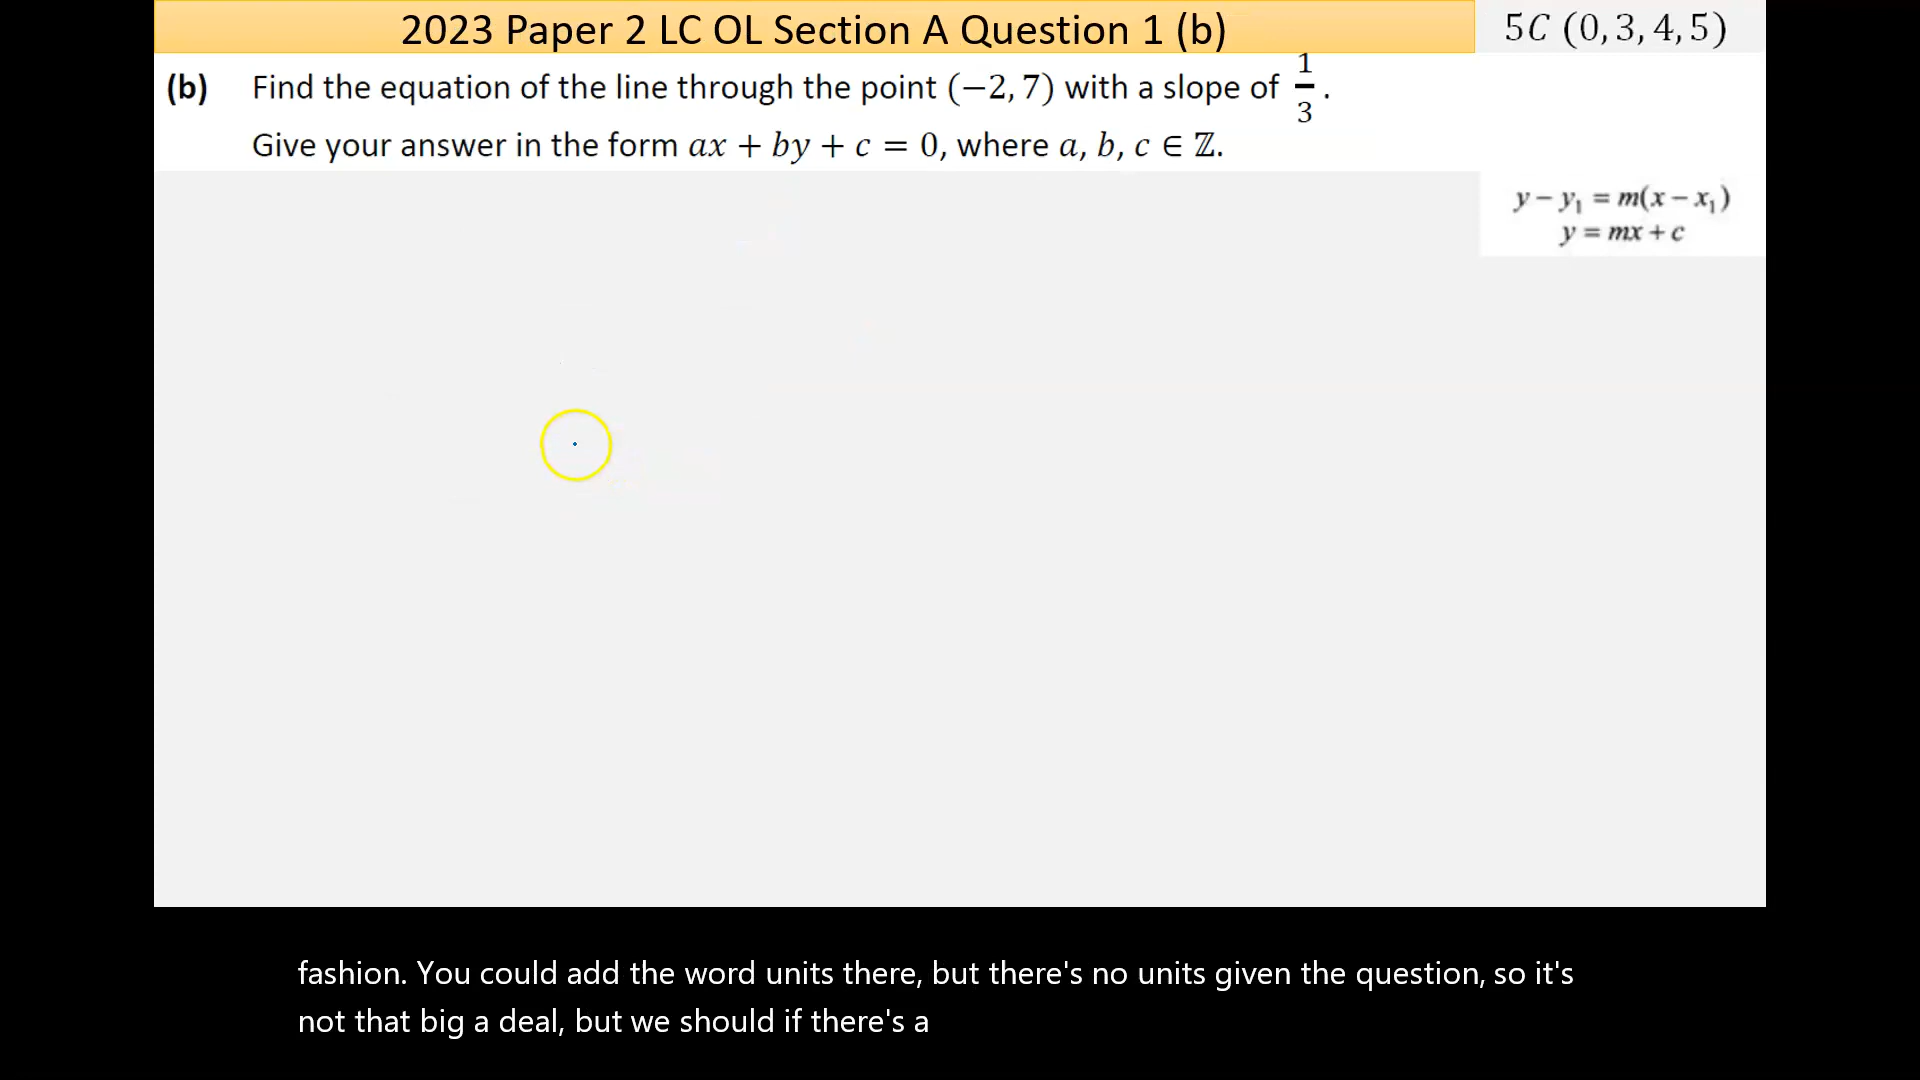 2023 Paper 2 LC OL Section A Question 1 (b)
5C (0, 3, 4, 5)
(b) Find the equation of the line through the point (−2, 7) with a slope of 1/3.
Give your answer in the form ax + by + c = 0, where a, b, c ∈ ℤ.
y − y₁ = m(x − x₁)
y = mx + c
fashion. You could add the word units there, but there's no units given the question, so it's
not that big a deal, but we should if there's a